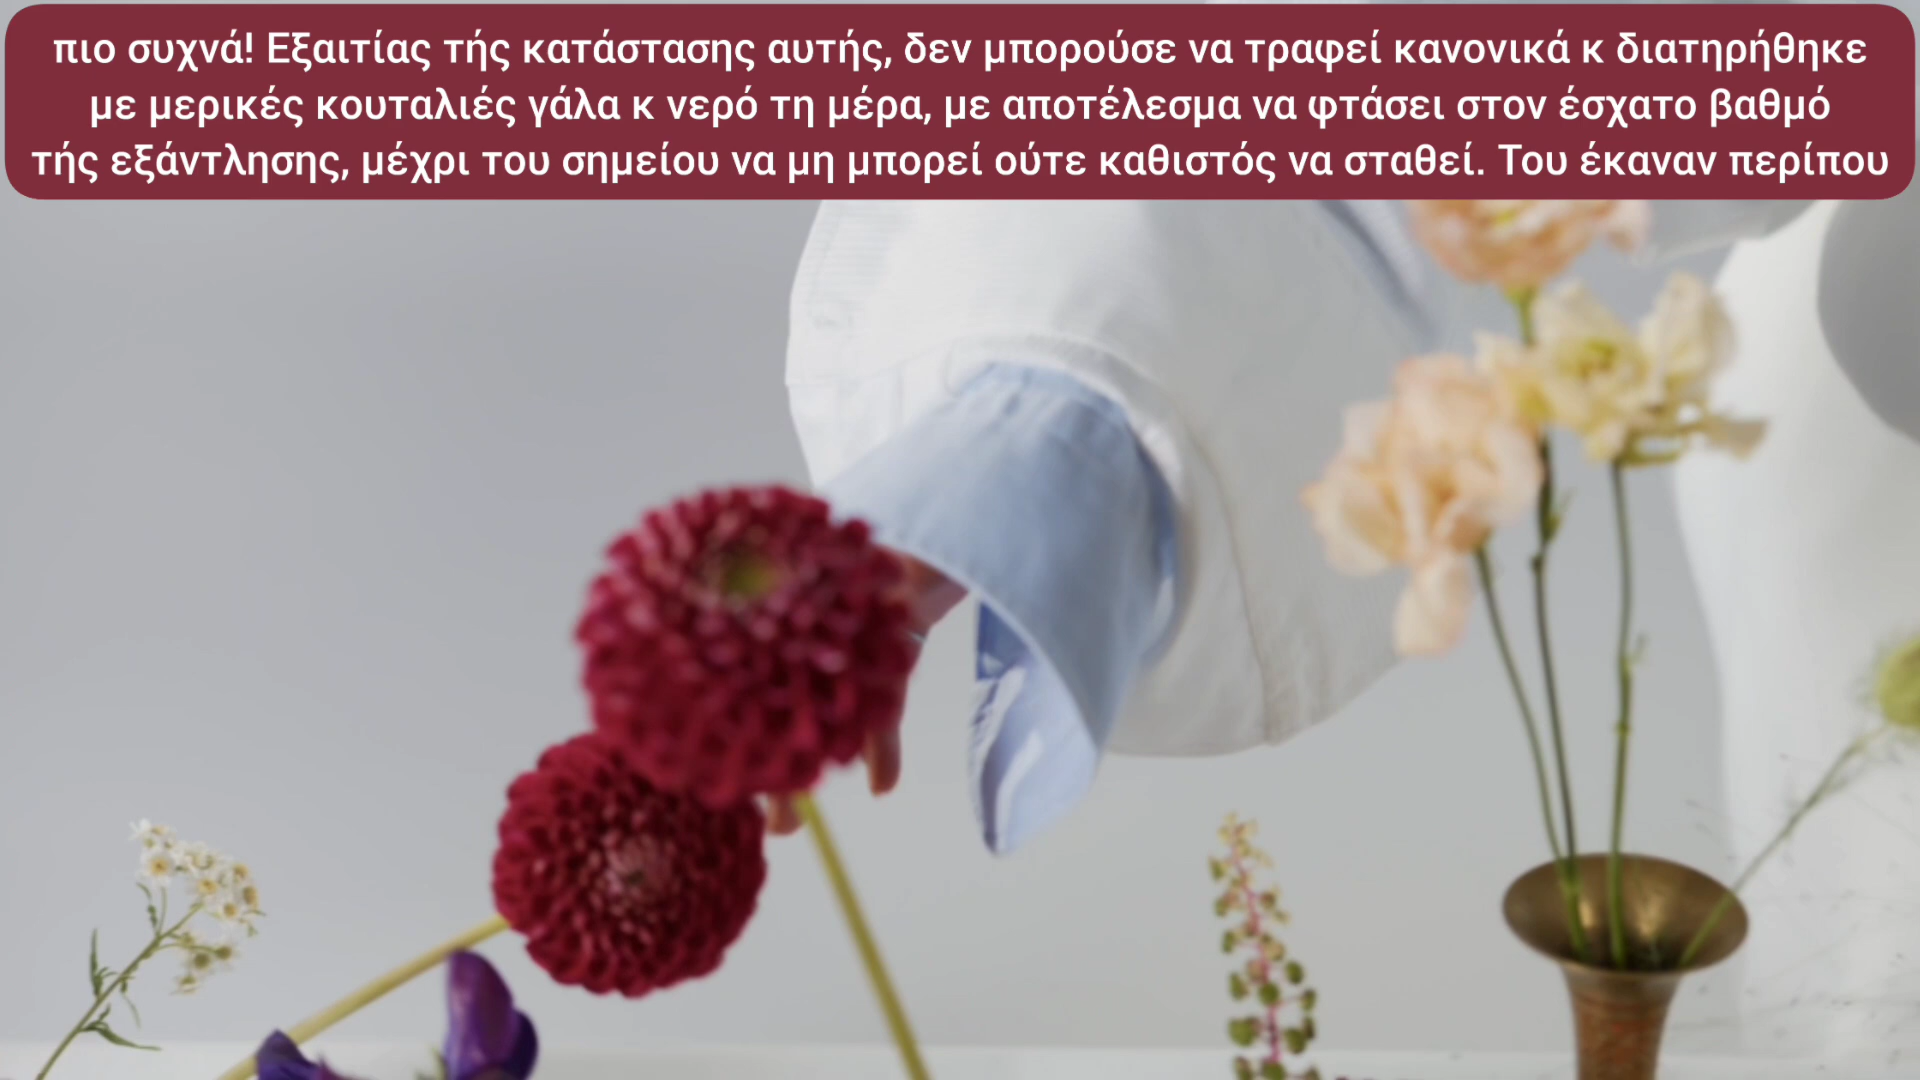 πιο συχνά! Εξαιτίας τής κατάστασης αυτής, δεν μπορούσε να τραφεί κανονικά κ διατηρήθηκε
με μερικές κουταλιές γάλα κ νερό τη μέρα, με αποτέλεσμα να φτάσει στον έσχατο βαθμό
τής εξάντλησης, μέχρι του σημείου να μη μπορεί ούτε καθιστός να σταθεί. Του έκαναν περίπου